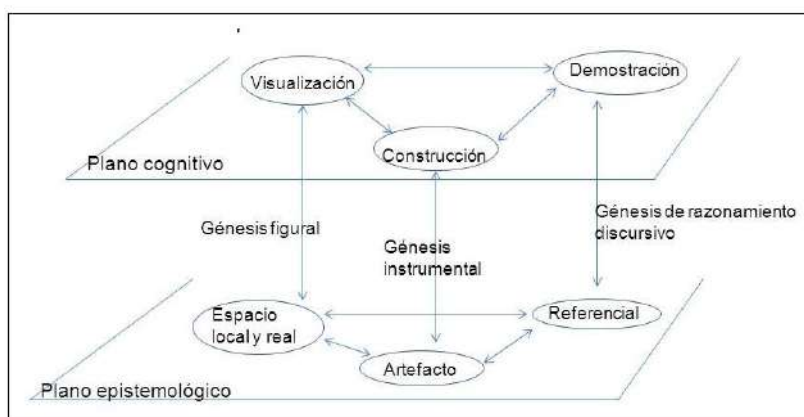 Visualización
Demostración
Construcción
Plano cognitivo
Génesis figural
Génesis
instrumental
Génesis de razonamiento
discursivo
Espacio
local y real
Referencial
Artefacto
Plano epistemológico